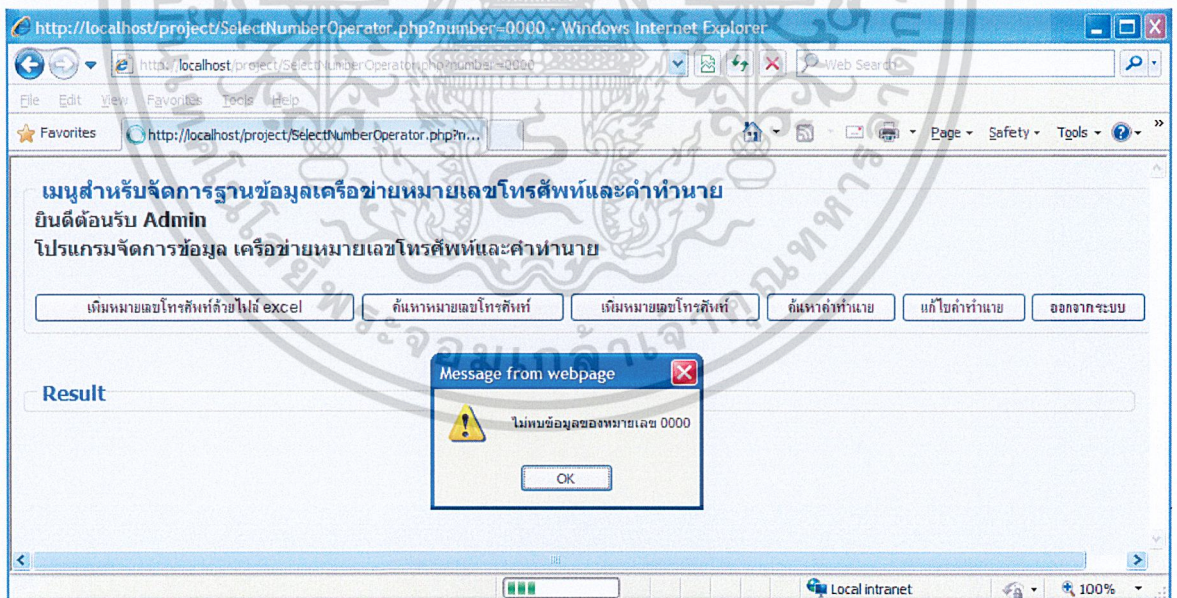 http://localhost/project/SelectNumberOperator.php?number=0000 - Windows Internet Explorer
http://localhost/project/SelectNumberOperator.php?number=0000
Web Search
File Edit View Favorites Tools Help
Favorites http://localhost/project/SelectNumberOperator.php?n... Page Safety Tools
เมนูสำหรับจัดการฐานข้อมูลเครือข่ายหมายเลขโทรศัพท์และคำทำนาย
ยินดีต้อนรับ Admin
โปรแกรมจัดการข้อมูล เครือข่ายหมายเลขโทรศัพท์และคำทำนาย
เพิ่มหมายเลขโทรศัพท์ด้วยไฟล์ excel ค้นหาหมายเลขโทรศัพท์ เพิ่มหมายเลขโทรศัพท์ ค้นหาคำทำนาย แก้ไขคำทำนาย ออกจากระบบ
Result
Message from webpage
ไม่พบข้อมูลของหมายเลข 0000
OK
Local intranet 100%